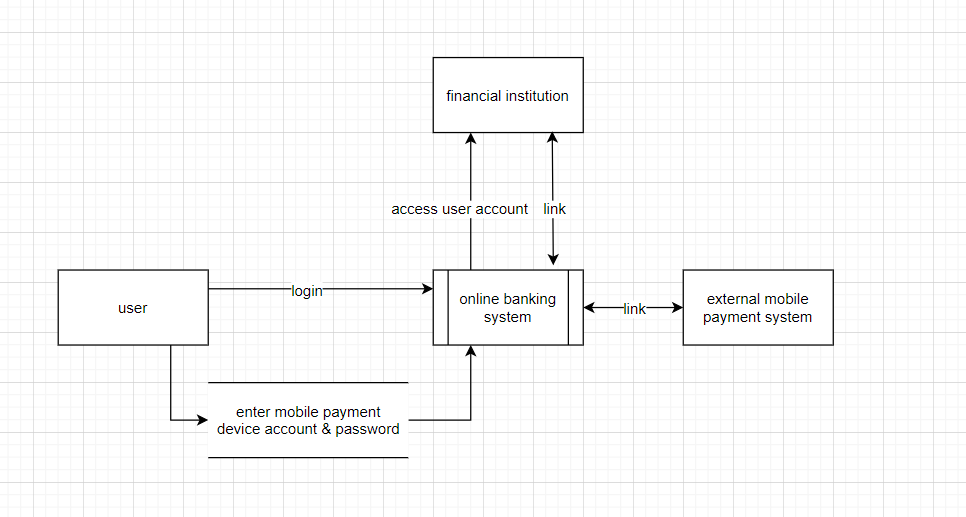 financial institution
access user account
link
user
login
online banking
system
link
external mobile
payment system
enter mobile payment
device account & password